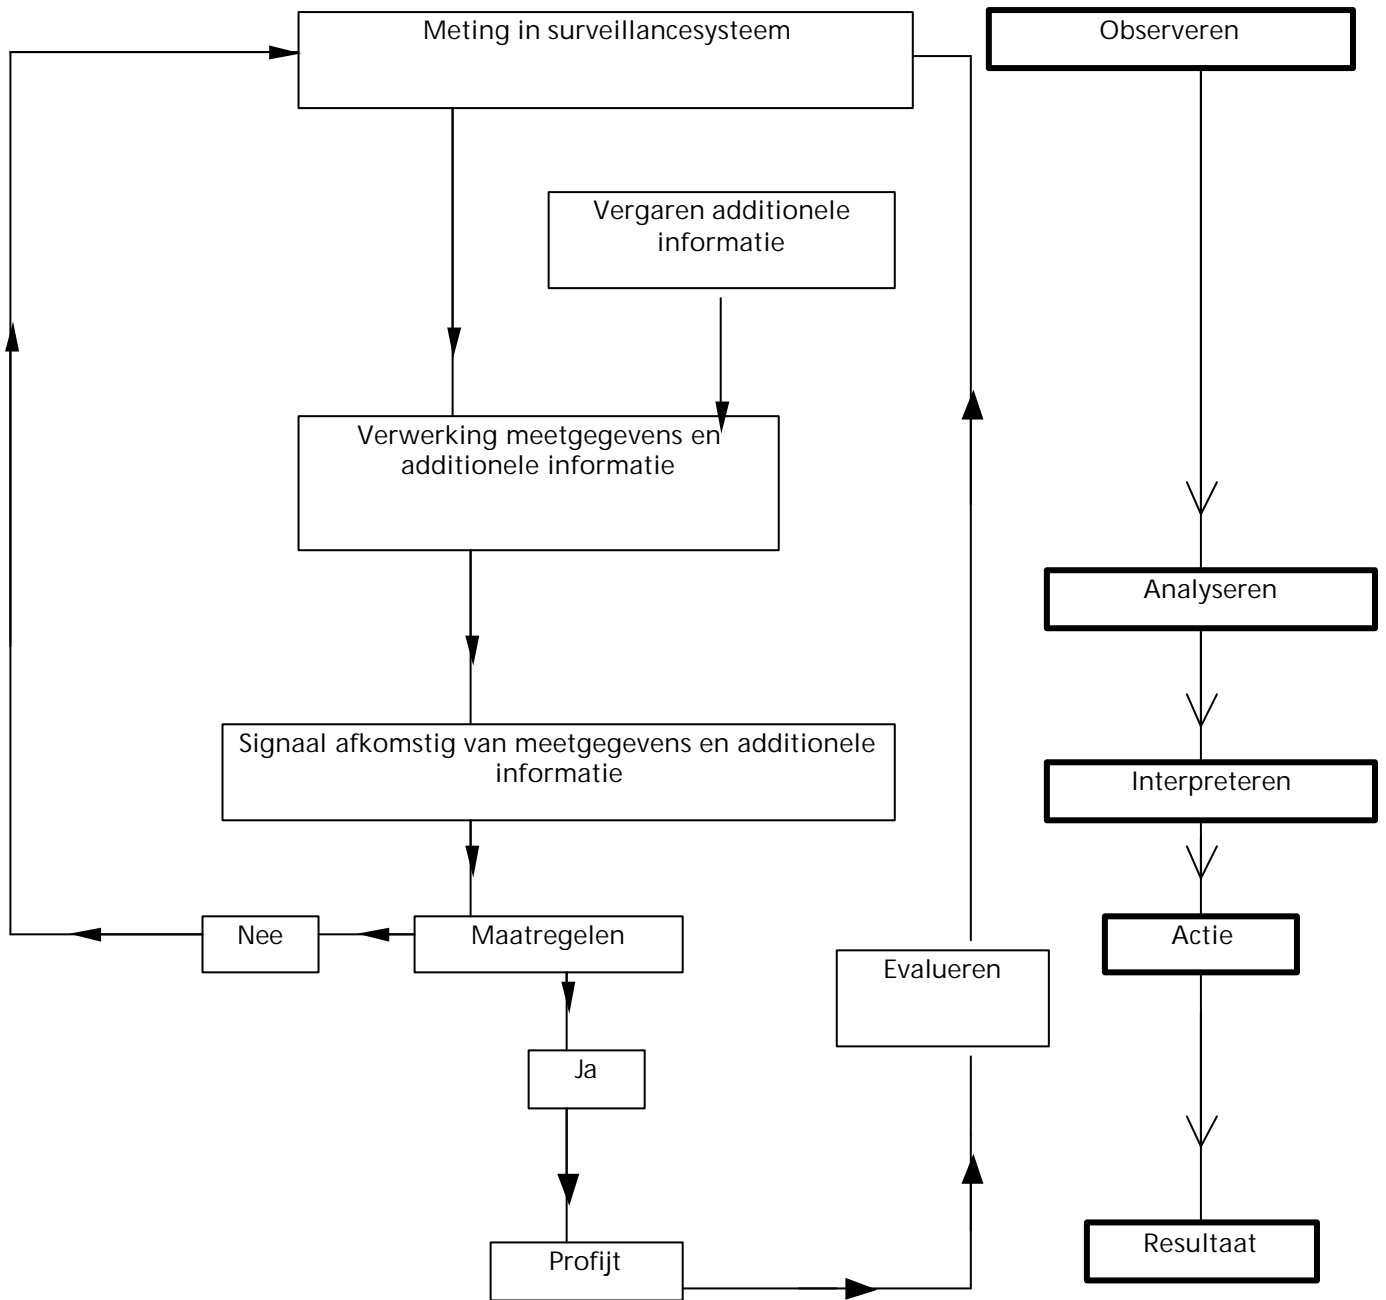 Meting in surveillancesysteem
Observeren
Vergaren additionele
informatie
Verwerking meetgegevens en
additionele informatie
Analyseren
Signaal afkomstig van meetgegevens en additionele
informatie
Interpreteren
Nee
Maatregelen
Actie
Evalueren
Ja
Profijt
Resultaat